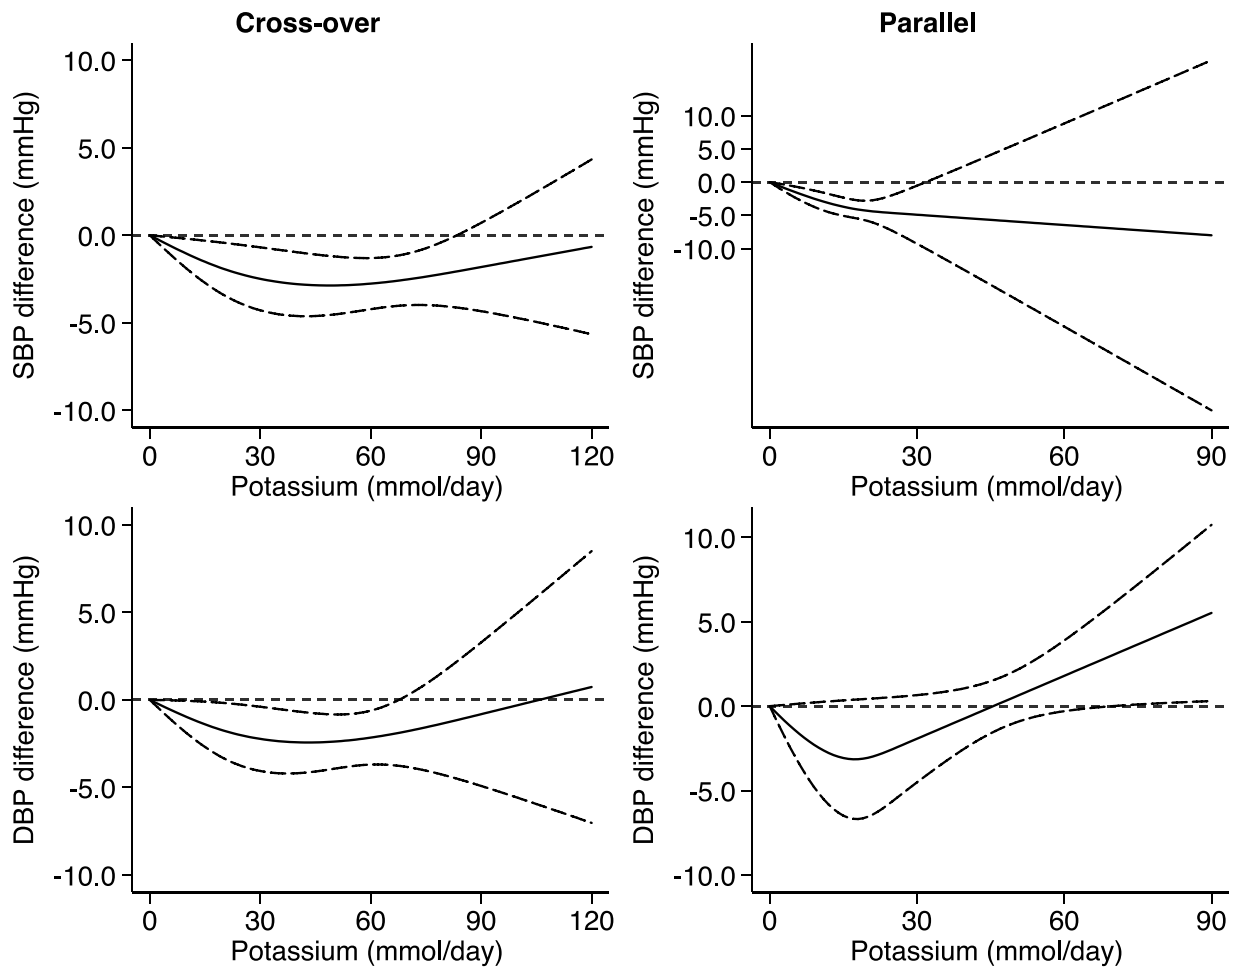 Cross-over
SBP difference (mmHg)
10.0
5.0
0.0
-5.0
-10.0
0 30 60 90 120
Potassium (mmol/day)
Parallel
SBP difference (mmHg)
10.0
5.0
0.0
-5.0
-10.0
0 30 60 90
Potassium (mmol/day)
DBP difference (mmHg)
10.0
5.0
0.0
-5.0
-10.0
0 30 60 90 120
Potassium (mmol/day)
DBP difference (mmHg)
10.0
5.0
0.0
-5.0
-10.0
0 30 60 90
Potassium (mmol/day)